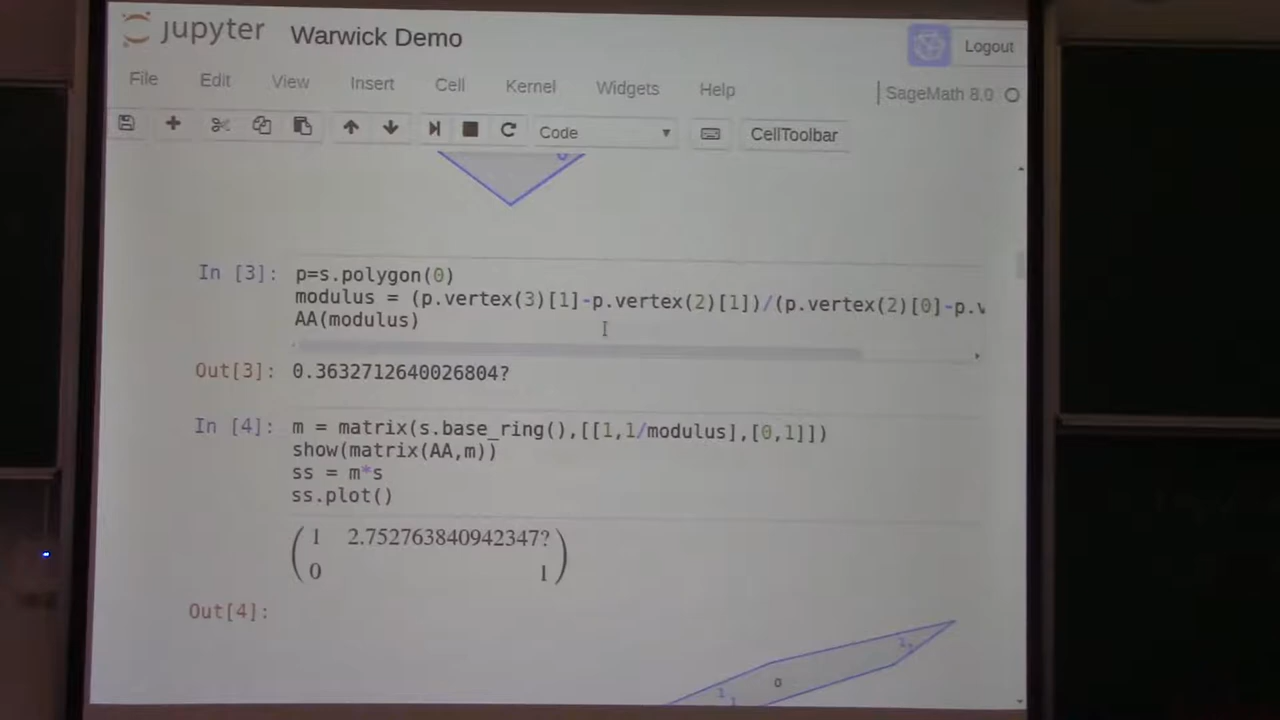 jupyter Warwick Demo Logout
File Edit View Insert Cell Kernel Widgets Help SageMath 8.0
Code CellToolbar
In [3]: p=s.polygon(0)
modulus = (p.vertex(3)[1]-p.vertex(2)[1])/(p.vertex(2)[0]-p.v
AA(modulus)
Out[3]: 0.3632712640026804?
In [4]: m = matrix(s.base_ring(),[[1,1/modulus],[0,1]])
show(matrix(AA,m))
ss = m*s
ss.plot()
1 2.752763840942347?
0 1
Out[4]:
0